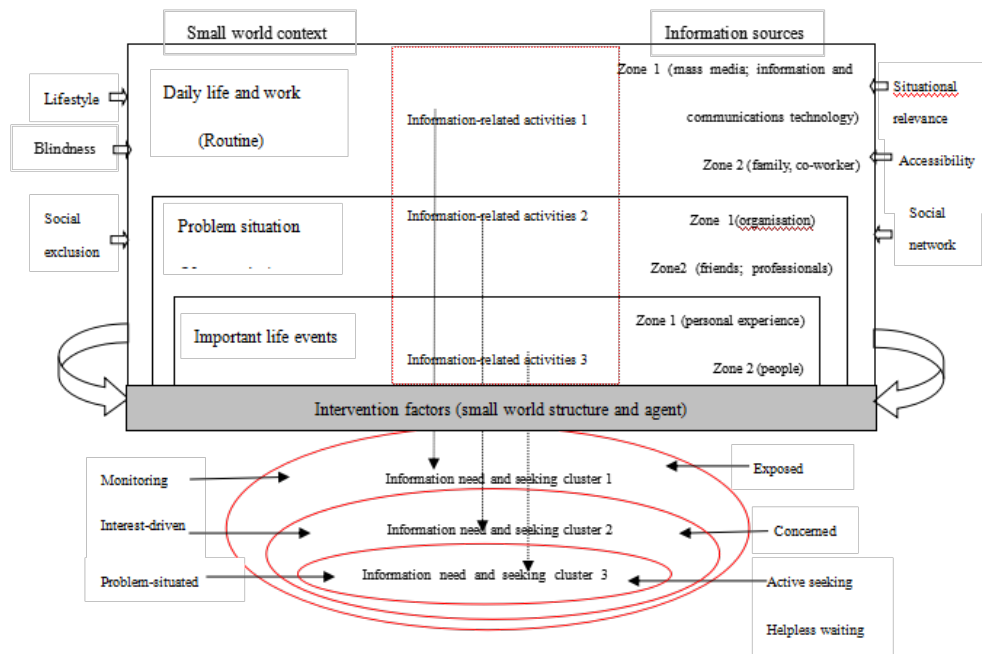 Small world context
Information sources
Lifestyle
Blindness
Social
exclusion
Daily life and work
(Routine)
Problem situation
Important life events
Information-related activities 1
Information-related activities 2
Information-related activities 3
Zone 1 (mass media; information and
communications technology)
Zone 2 (family, co-worker)
Zone 1(organisation)
Zone2 (friends; professionals)
Zone 1 (personal experience)
Zone 2 (people)
Situational
relevance
Accessibility
Social
network
Intervention factors (small world structure and agent)
Monitoring
Interest-driven
Problem-situated
Information need and seeking cluster 1
Information need and seeking cluster 2
Information need and seeking cluster 3
Exposed
Concerned
Active seeking
Helpless waiting